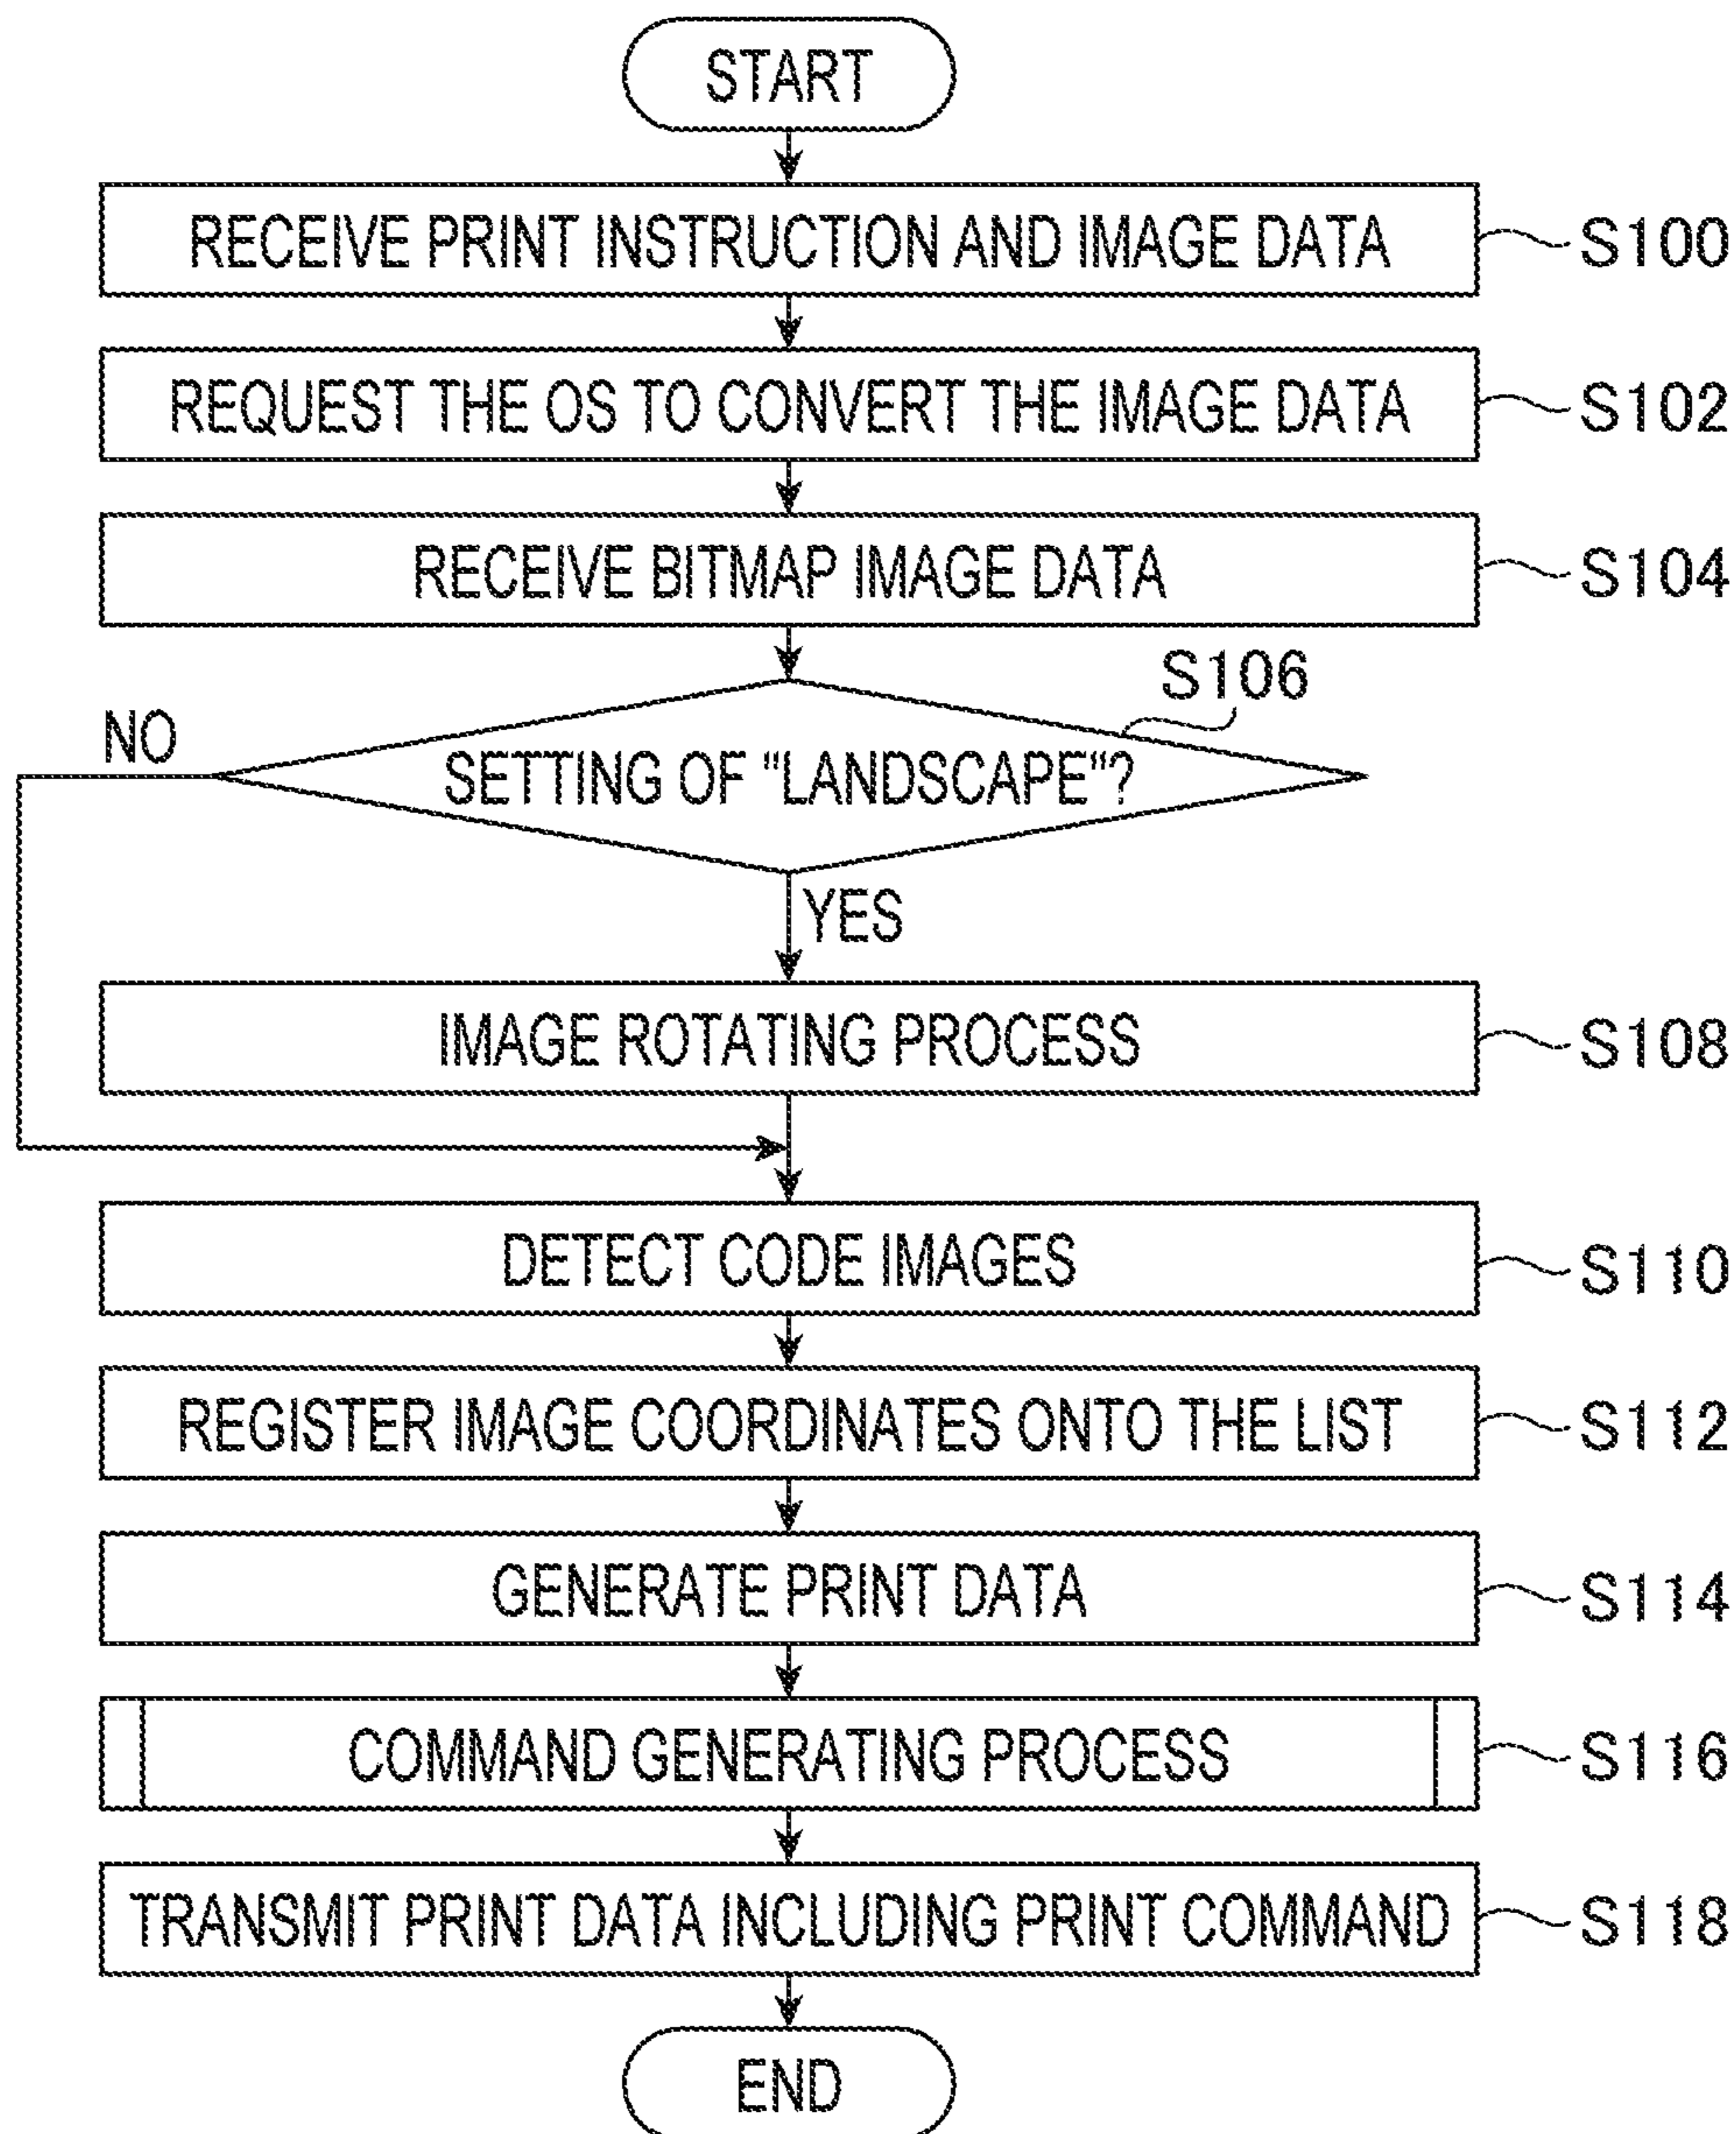 START
RECEIVE PRINT INSTRUCTION AND IMAGE DATA S100
REQUEST THE OS TO CONVERT THE IMAGE DATA S102
RECEIVE BITMAP IMAGE DATA S104
S106
NO
SETTING OF “LANDSCAPE“?
YES
IMAGE ROTATING PROCESS S108
DETECT CODE IMAGES S110
REGISTER IMAGE COORDINATES ONTO THE LIST S112
GENERATE PRINT DATA S114
COMMAND GENERATING PROCESS S116
TRANSMIT PRINT DATA INCLUDING PRINT COMMAND S118
END